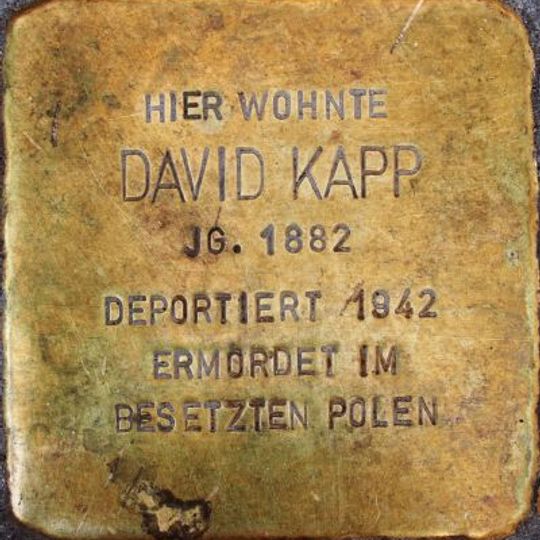 HIER WOHNTE
DAVID KAPP
JG. 1882
DEPORTIERT 1942
ERMORDET IM
BESETZTEN POLEN